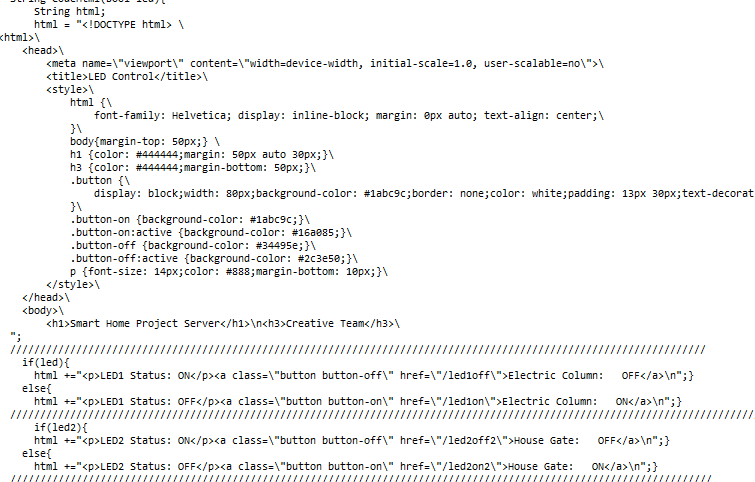 String html;
html = "<!DOCTYPE html> \
<html>\
<head>\
<meta name=\"viewport\" content=\"width=device-width, initial-scale=1.0, user-scalable=no\">\
<title>LED Control</title>\
<style>\
html {\
font-family: Helvetica; display: inline-block; margin: 0px auto; text-align: center;\
}\
body{margin-top: 50px;} \
h1 {color: #444444;margin: 50px auto 30px;}\
h3 {color: #444444;margin-bottom: 50px;}\
.button {\
display: block;width: 80px;background-color: #1abc9c;border: none;color: white;padding: 13px 30px;text-decorat
}\
.button-on {background-color: #1abc9c;}\
.button-on:active {background-color: #16a085;}\
.button-off {background-color: #34495e;}\
.button-off:active {background-color: #2c3e50;}\
p {font-size: 14px;color: #888;margin-bottom: 10px;}\
</style>\
</head>\
<body>\
<h1>Smart Home Project Server</h1>\n<h3>Creative Team</h3>\
";
////////////////////////////////////////////////////////////////////////////////////////////////////////////////////
if(led){
html +="<p>LED1 Status: ON</p><a class=\"button button-off\" href=\"/led1off\">Electric Column:   OFF</a>\n";}
else{
html +="<p>LED1 Status: OFF</p><a class=\"button button-on\" href=\"/led1on\">Electric Column:   ON</a>\n";}
////////////////////////////////////////////////////////////////////////////////////////////////////////////////////////////
if(led2){
html +="<p>LED2 Status: ON</p><a class=\"button button-off\" href=\"/led2off2\">House Gate:   OFF</a>\n";}
else{
html +="<p>LED2 Status: OFF</p><a class=\"button button-on\" href=\"/led2on2\">House Gate:   ON</a>\n";}
/////////////////////////////////////////////////////////////////////////////////////////////////////////////////////